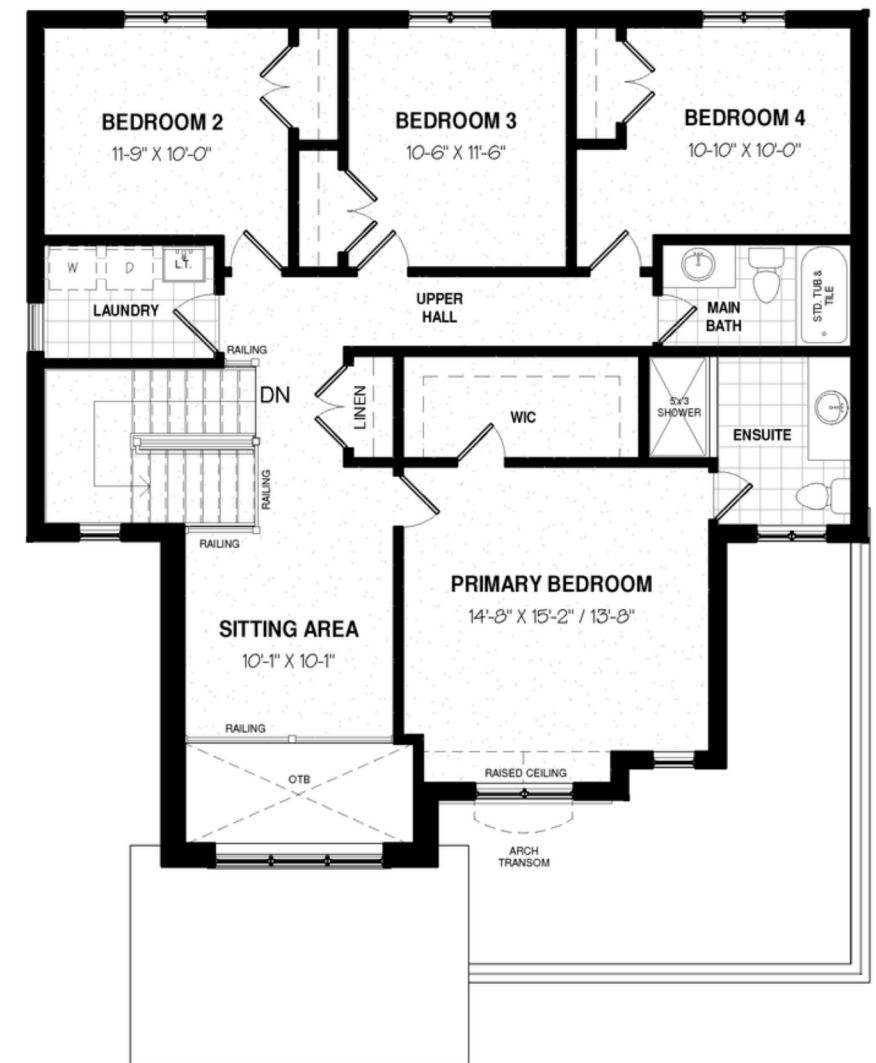 BEDROOM 2
11'-9" X 10'-0"
BEDROOM 3
10'-6" X 11'-6"
BEDROOM 4
10'-10" X 10'-0"
W
D
L.T.
LAUNDRY
UPPER
HALL
MAIN
BATH
STD. TUB &
TILE
RAILING
DN
LINEN
WIC
5'x3'
SHOWER
ENSUITE
RAILING
RAILING
PRIMARY BEDROOM
14'-8" X 15'-2" / 13'-8"
SITTING AREA
10'-1" X 10'-1"
RAILING
OTB
RAISED CEILING
ARCH
TRANSOM